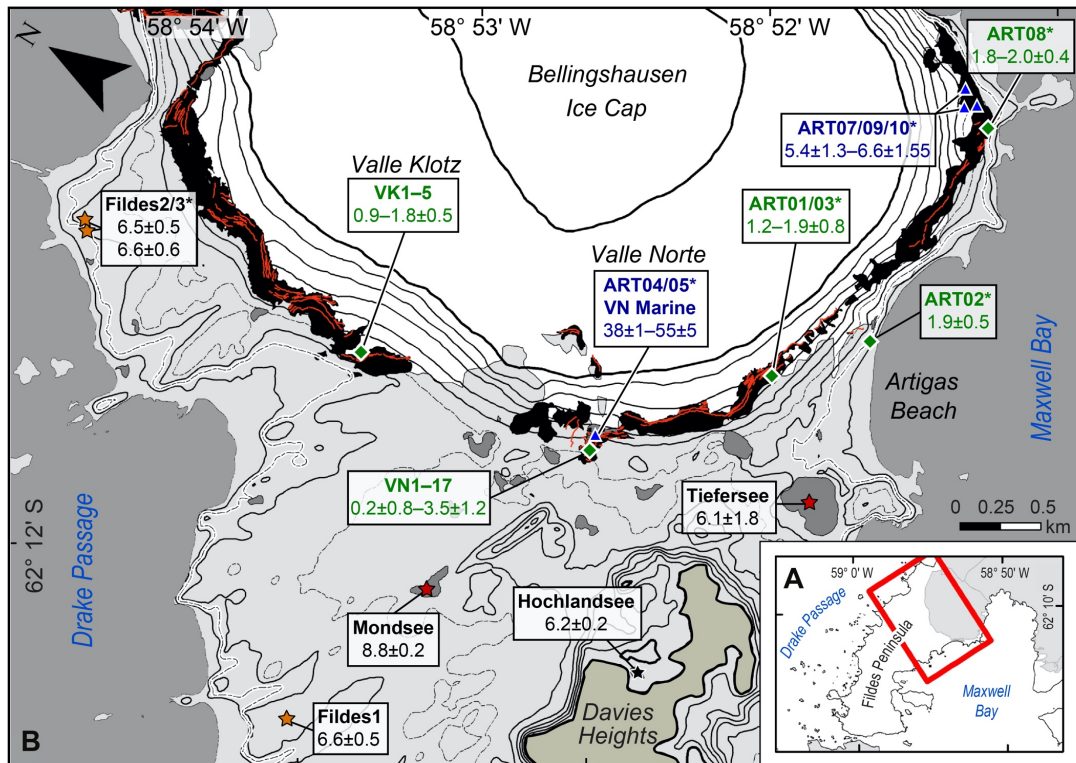 58° 54' W
58° 53' W
58° 52' W
N
ART08*
1.8–2.0±0.4
Bellingshausen
Ice Cap
ART07/09/10*
5.4±1.3–6.6±1.55
Valle Klotz
VK1–5
0.9–1.8±0.5
Fildes2/3*
6.5±0.5
6.6±0.6
ART01/03*
1.2–1.9±0.8
Valle Norte
ART04/05*
VN Marine
38±1–55±5
ART02*
1.9±0.5
Maxwell Bay
Artigas
Beach
VN1–17
0.2±0.8–3.5±1.2
Tiefersee
6.1±1.8
0 0.5
km
62° 12' S
Drake Passage
Hochlandsee
6.2±0.2
Mondsee
8.8±0.2
Fildes1
6.6±0.5
Davies
Heights
B
A
59° 0' W
58° 50' W
62° 10' S
Drake Passage
Fildes Peninsula
Maxwell
Bay